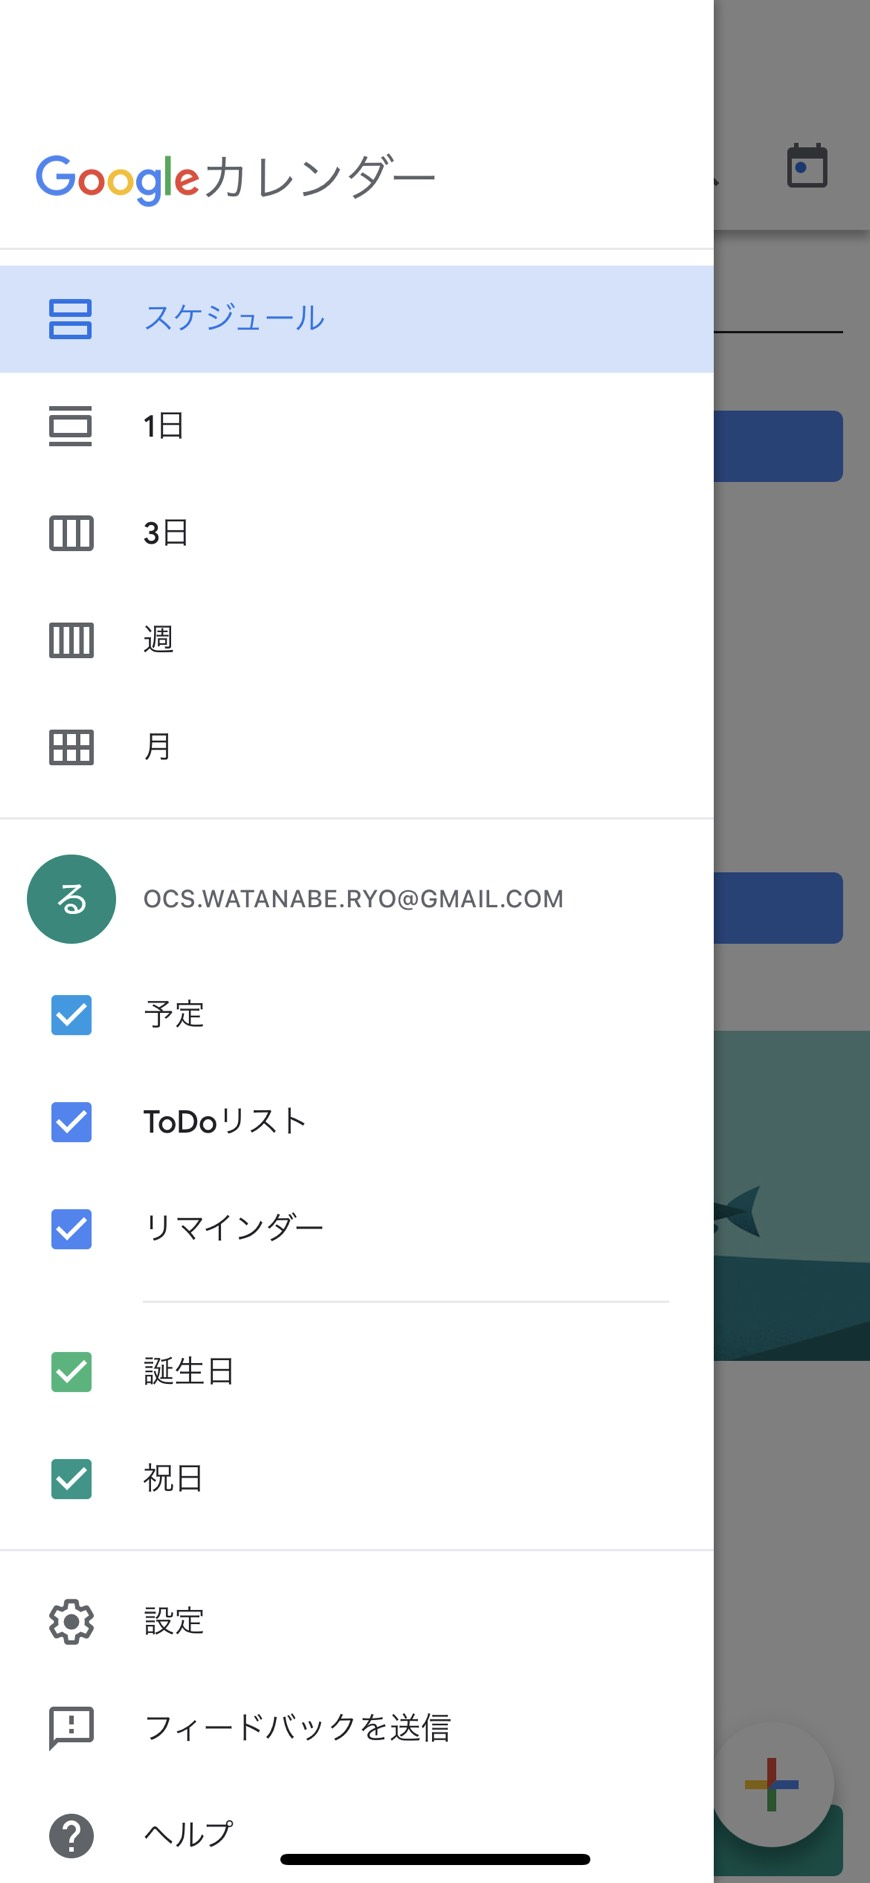 Googleカレンダー
スケジュール
1日
3日
週
月
る
OCS.WATANABE.RYO@GMAIL.COM
予定
ToDoリスト
リマインダー
誕生日
祝日
設定
フィードバックを送信
ヘルプ